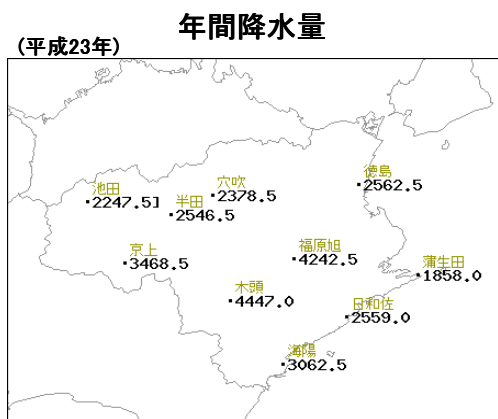 年間降水量
(平成23年)
徳島
2562.5
穴吹
2378.5
池田
2247.5]
半田
2546.5
福原旭
4242.5
京上
3468.5
蒲生田
1858.0
木頭
4447.0
日和佐
2559.0
海陽
3062.5